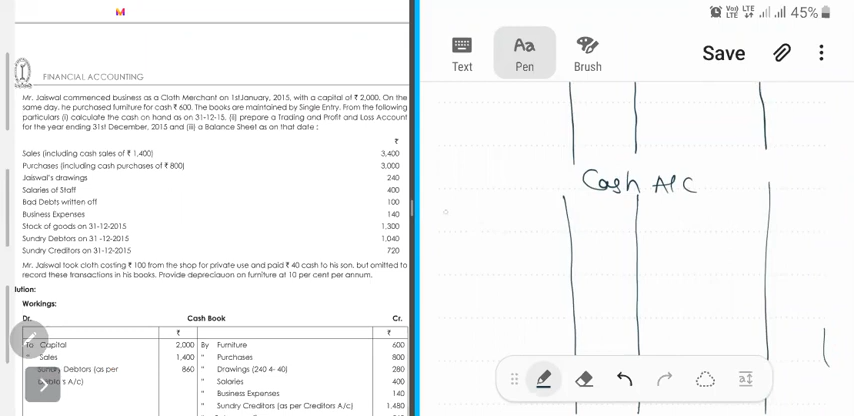 M
FINANCIAL ACCOUNTING
Mr. Jaiswal commenced business as a Cloth Merchant on 1st January, 2015, with a capital of ₹ 2,000. On the
same day, he purchased furniture for cash ₹ 600. The books are maintained by Single Entry. From the following
particulars (i) calculate the cash on hand as on 31-12-15. (ii) prepare a Trading and Profit and Loss Account
for the year ending 31st December, 2015 and (iii) a Balance Sheet as on that date :
₹
Sales (including cash sales of ₹ 1,400) 3,400
Purchases (including cash purchases of ₹ 800) 3,000
Jaiswal's drawings 240
Salaries of Staff 400
Bad Debts written off 100
Business Expenses 140
Stock of goods on 31-12-2015 1,300
Sundry Debtors on 31 -12-2015 1,040
Sundry Creditors on 31-12-2015 720
Mr. Jaiswal took cloth costing ₹ 100 from the shop for private use and paid ₹ 40 cash to his son, but omitted to
record these transactions in his books. Provide depreciauon on furniture at 10 per cent per annum.
lution:
Workings:
Dr. Cash Book Cr.
₹ ₹
To Capital 2,000 By Furniture 600
" Sales 1,400 " Purchases 800
Debtors (as per 860 " Drawings (240 4- 40) 280
s A/c) " Salaries 400
" Business Expenses 140
" Sundry Creditors (as per Creditors A/c) 1,480
Vo) LTE
LTE
45%
Text
Aa
Pen
Brush
Save
Cash A/C